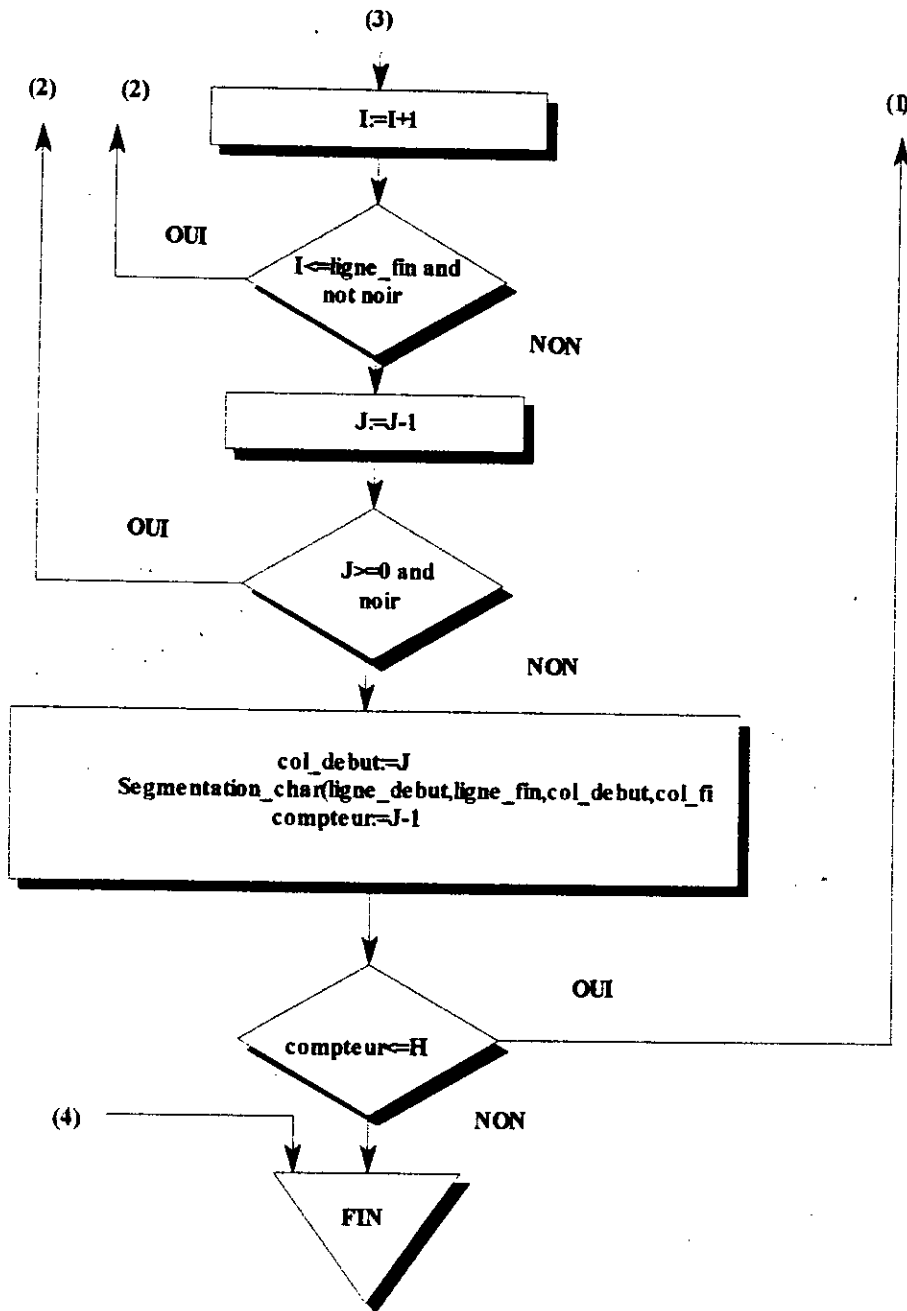 (3)
(2) (2) (1)
I:=I+1
OUI
I<=ligne_fin and
not noir
NON
J:=J-1
OUI
J>=0 and
noir
NON
col_debut:=J
Segmentation_char(ligne_debut,ligne_fin,col_debut,col_fi
compteur:=J-1
OUI
compteur<=H
(4)
NON
FIN